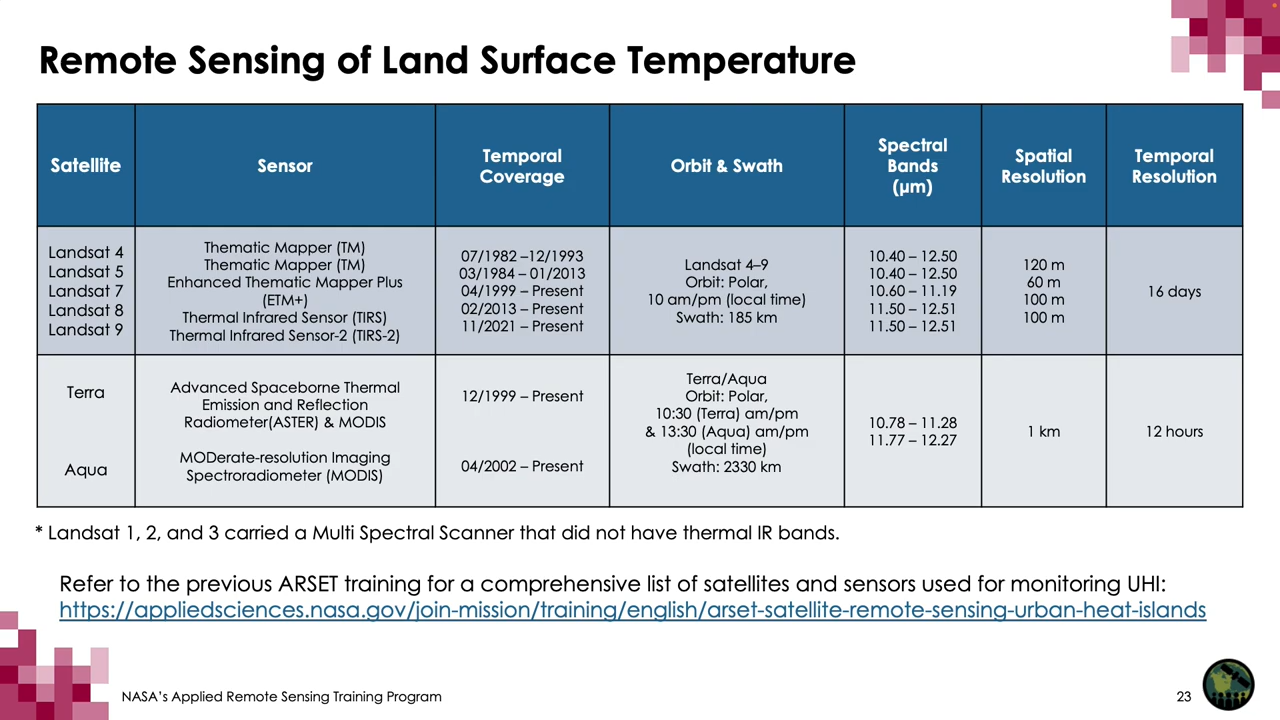 Remote Sensing of Land Surface Temperature
Satellite
Sensor
Temporal
Coverage
Orbit & Swath
Spectral
Bands
(µm)
Spatial
Resolution
Temporal
Resolution
Landsat 4
Landsat 5
Landsat 7
Landsat 8
Landsat 9
Thematic Mapper (TM)
Thematic Mapper (TM)
Enhanced Thematic Mapper Plus
(ETM+)
Thermal Infrared Sensor (TIRS)
Thermal Infrared Sensor-2 (TIRS-2)
07/1982 –12/1993
03/1984 – 01/2013
04/1999 – Present
02/2013 – Present
11/2021 – Present
Landsat 4–9
Orbit: Polar,
10 am/pm (local time)
Swath: 185 km
10.40 – 12.50
10.40 – 12.50
10.60 – 11.19
11.50 – 12.51
11.50 – 12.51
120 m
60 m
100 m
100 m
16 days
Terra
Aqua
Advanced Spaceborne Thermal
Emission and Reflection
Radiometer(ASTER) & MODIS
MODerate-resolution Imaging
Spectroradiometer (MODIS)
12/1999 – Present
04/2002 – Present
Terra/Aqua
Orbit: Polar,
10:30 (Terra) am/pm
& 13:30 (Aqua) am/pm
(local time)
Swath: 2330 km
10.78 – 11.28
11.77 – 12.27
1 km
12 hours
* Landsat 1, 2, and 3 carried a Multi Spectral Scanner that did not have thermal IR bands.
Refer to the previous ARSET training for a comprehensive list of satellites and sensors used for monitoring UHI:
https://appliedsciences.nasa.gov/join-mission/training/english/arset-satellite-remote-sensing-urban-heat-islands
NASA's Applied Remote Sensing Training Program
23